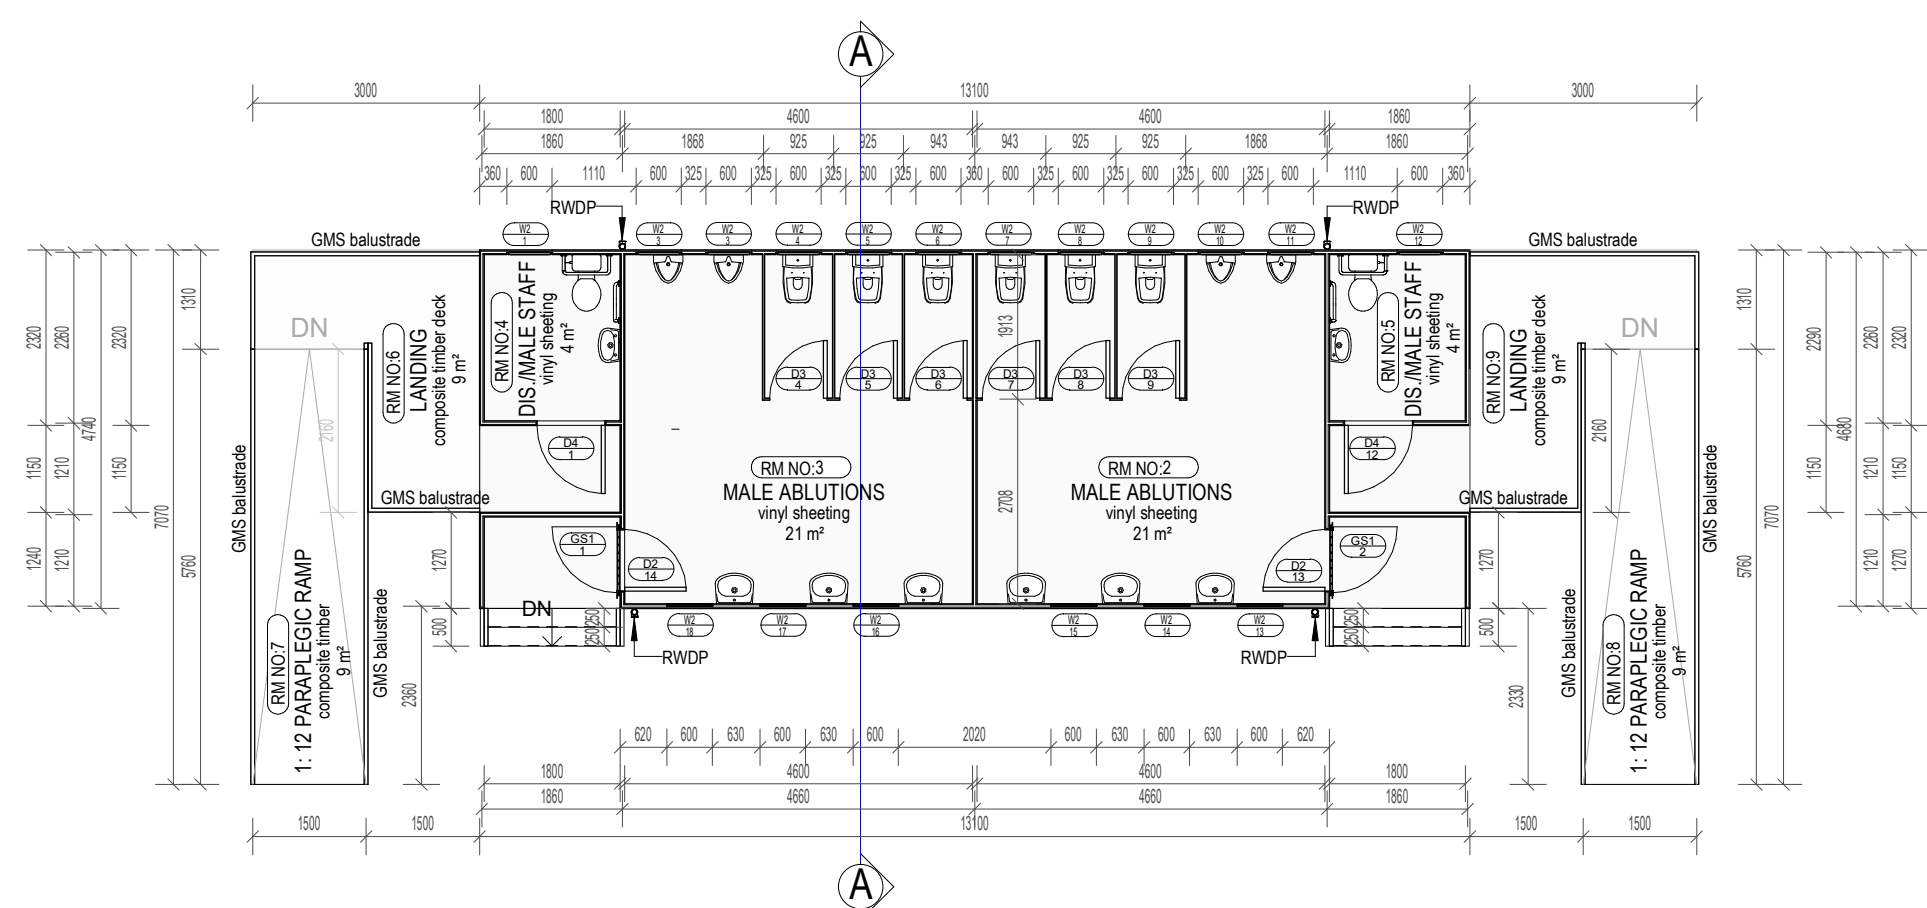 A
3000
13100
3000
1800
4600
4600
1860
1860
1868
925
925
943
943
925
925
1868
1860
360
600
1110
600
325
600
325
600
325
600
325
600
330
600
325
600
325
600
325
600
325
600
1110
600
360
RWDP
RWDP
GMS balustrade
GMS balustrade
W2
1
W2
3
W2
3
W2
4
W2
5
W2
6
W2
7
W2
8
W2
9
W2
10
W2
11
W2
12
2320
2260
4740
2320
1310
1150
1210
1150
1240
1210
7070
5760
DN
2160
RM NO:6
LANDING
composite timber deck
9 m²
RM NO:4
DIS./MALE STAFF
vinyl sheeting
4 m²
D3
4
D3
5
D3
6
D3
7
D3
8
D3
9
1913
2708
RM NO:5
DIS./MALE STAFF
vinyl sheeting
4 m²
RM NO:9
LANDING
composite timber deck
9 m²
DN
2160
1310
2290
2260
2320
4680
1150
1210
1150
1210
1270
7070
5760
D4
1
D4
12
RM NO:3
MALE ABLUTIONS
vinyl sheeting
21 m²
RM NO:2
MALE ABLUTIONS
vinyl sheeting
21 m²
GMS balustrade
GMS balustrade
GMS balustrade
GMS balustrade
GS1
1
D2
14
D2
13
GS1
2
1270
1270
DN
500
250
250
250
250
500
W2
18
W2
17
W2
16
W2
15
W2
14
W2
13
RWDP
RWDP
RM NO:7
1: 12 PARAPLEGIC RAMP
composite timber
9 m²
GMS balustrade
2360
GMS balustrade
2330
RM NO:8
1: 12 PARAPLEGIC RAMP
composite timber
9 m²
620
600
630
600
630
600
2020
600
630
600
630
600
620
1800
4600
4600
1800
1860
4660
4660
1860
1500
1500
13100
1500
1500
A